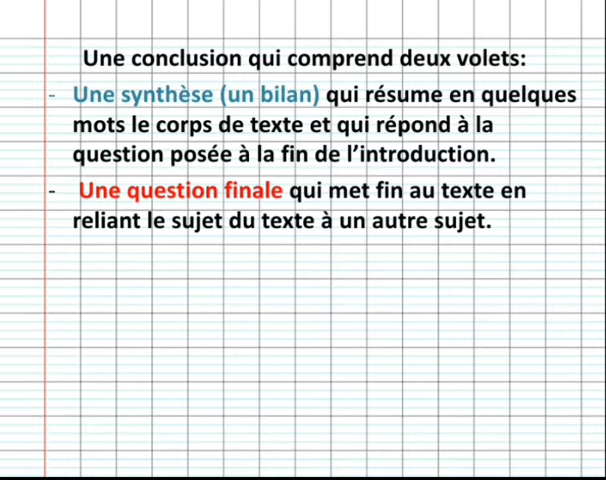 Une conclusion qui comprend deux volets:
- Une synthèse (un bilan) qui résume en quelques
mots le corps de texte et qui répond à la
question posée à la fin de l'introduction.
- Une question finale qui met fin au texte en
reliant le sujet du texte à un autre sujet.